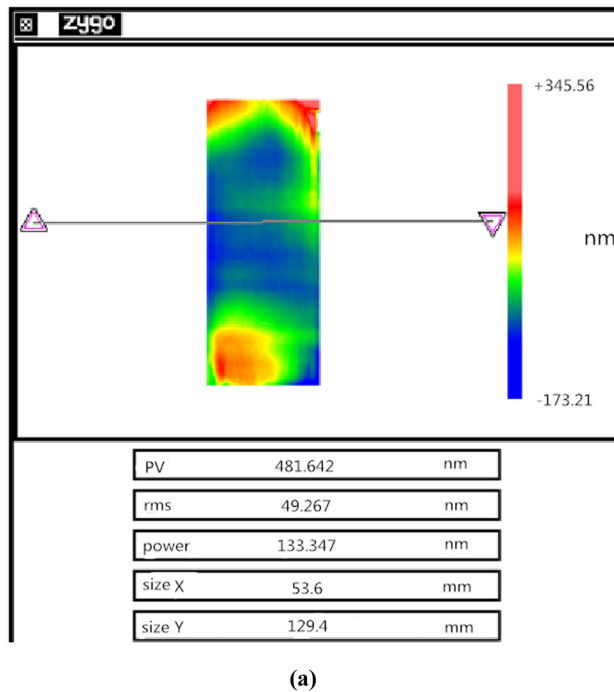 zygo
+345.56
nm
-173.21
PV 481.642 nm
rms 49.267 nm
power 133.347 nm
size X 53.6 mm
size Y 129.4 mm
(a)